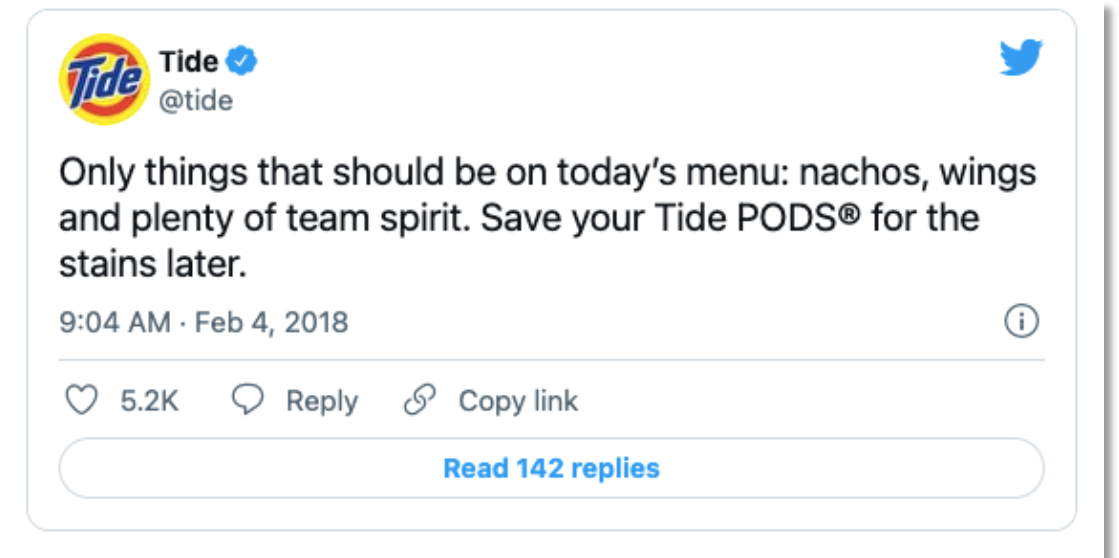 Tide
Tide
@tide
Only things that should be on today’s menu: nachos, wings
and plenty of team spirit. Save your Tide PODS® for the
stains later.
9:04 AM · Feb 4, 2018
5.2K Reply Copy link
Read 142 replies